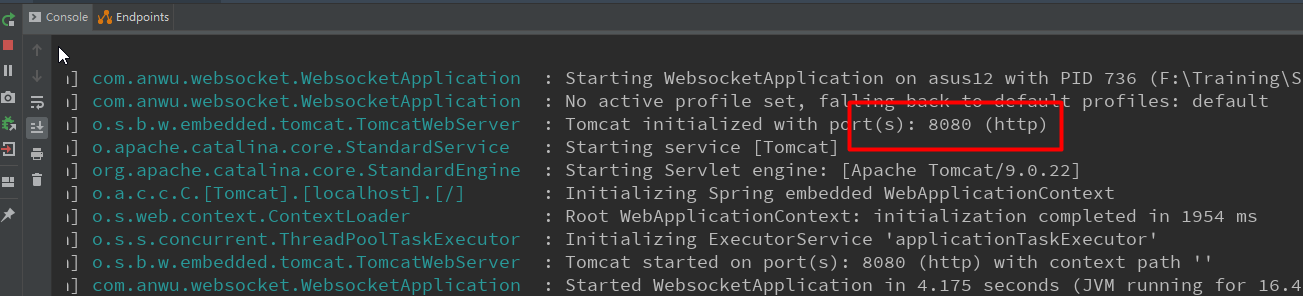 Console Endpoints
] com.anwu.websocket.WebsocketApplication : Starting WebsocketApplication on asus12 with PID 736 (F:\Training\S
] com.anwu.websocket.WebsocketApplication : No active profile set, falling back to default profiles: default
] o.s.b.w.embedded.tomcat.TomcatWebServer : Tomcat initialized with port(s): 8080 (http)
] o.apache.catalina.core.StandardService : Starting service [Tomcat]
] org.apache.catalina.core.StandardEngine : Starting Servlet engine: [Apache Tomcat/9.0.22]
] o.a.c.c.C.[Tomcat].[localhost].[/] : Initializing Spring embedded WebApplicationContext
] o.s.web.context.ContextLoader : Root WebApplicationContext: initialization completed in 1954 ms
] o.s.s.concurrent.ThreadPoolTaskExecutor : Initializing ExecutorService 'applicationTaskExecutor'
] o.s.b.w.embedded.tomcat.TomcatWebServer : Tomcat started on port(s): 8080 (http) with context path ''
] com.anwu.websocket.WebsocketApplication : Started WebsocketApplication in 4.175 seconds (JVM running for 16.4